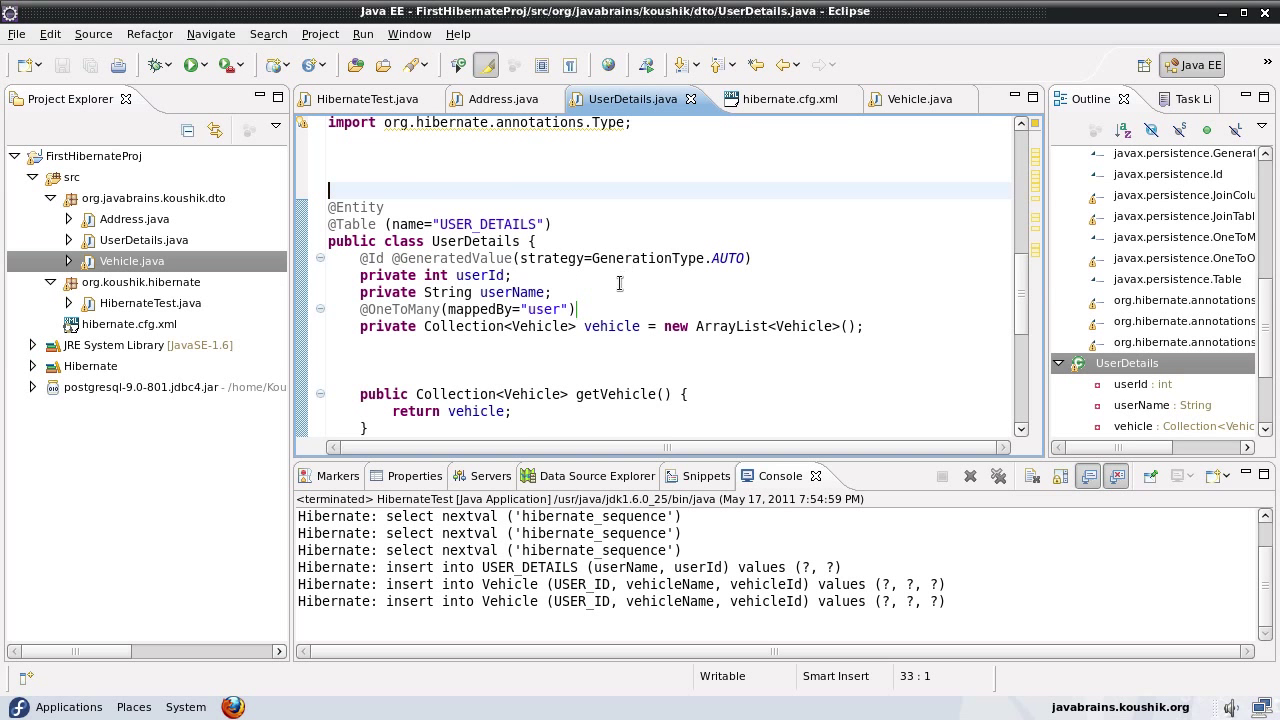 Java EE - FirstHibernateProj/src/org/javabrains/koushik/dto/UserDetails.java - Eclipse
File Edit Source Refactor Navigate Search Project Run Window Help
Java EE
Project Explorer
FirstHibernateProj
src
org.javabrains.koushik.dto
Address.java
UserDetails.java
Vehicle.java
org.koushik.hibernate
HibernateTest.java
hibernate.cfg.xml
JRE System Library [JavaSE-1.6]
Hibernate
postgresql-9.0-801.jdbc4.jar - /home/Kou
HibernateTest.java Address.java UserDetails.java hibernate.cfg.xml Vehicle.java
import org.hibernate.annotations.Type;
@Entity
@Table (name="USER_DETAILS")
public class UserDetails {
@Id @GeneratedValue(strategy=GenerationType.AUTO)
private int userId;
private String userName;
@OneToMany(mappedBy="user")
private Collection<Vehicle> vehicle = new ArrayList<Vehicle>();
public Collection<Vehicle> getVehicle() {
return vehicle;
}
Outline Task Li
javax.persistence.Generat
javax.persistence.Id
javax.persistence.JoinColu
javax.persistence.JoinTabl
javax.persistence.OneToM
javax.persistence.OneToO
javax.persistence.Table
org.hibernate.annotations
org.hibernate.annotations
org.hibernate.annotations
UserDetails
userId : int
userName : String
vehicle : Collection<Vehic
Markers Properties Servers Data Source Explorer Snippets Console
<terminated> HibernateTest [Java Application] /usr/java/jdk1.6.0_25/bin/java (May 17, 2011 7:54:59 PM)
Hibernate: select nextval ('hibernate_sequence')
Hibernate: select nextval ('hibernate_sequence')
Hibernate: select nextval ('hibernate_sequence')
Hibernate: insert into USER_DETAILS (userName, userId) values (?, ?)
Hibernate: insert into Vehicle (USER_ID, vehicleName, vehicleId) values (?, ?, ?)
Hibernate: insert into Vehicle (USER_ID, vehicleName, vehicleId) values (?, ?, ?)
Writable Smart Insert 33 : 1
Applications Places System javabrains.koushik.org